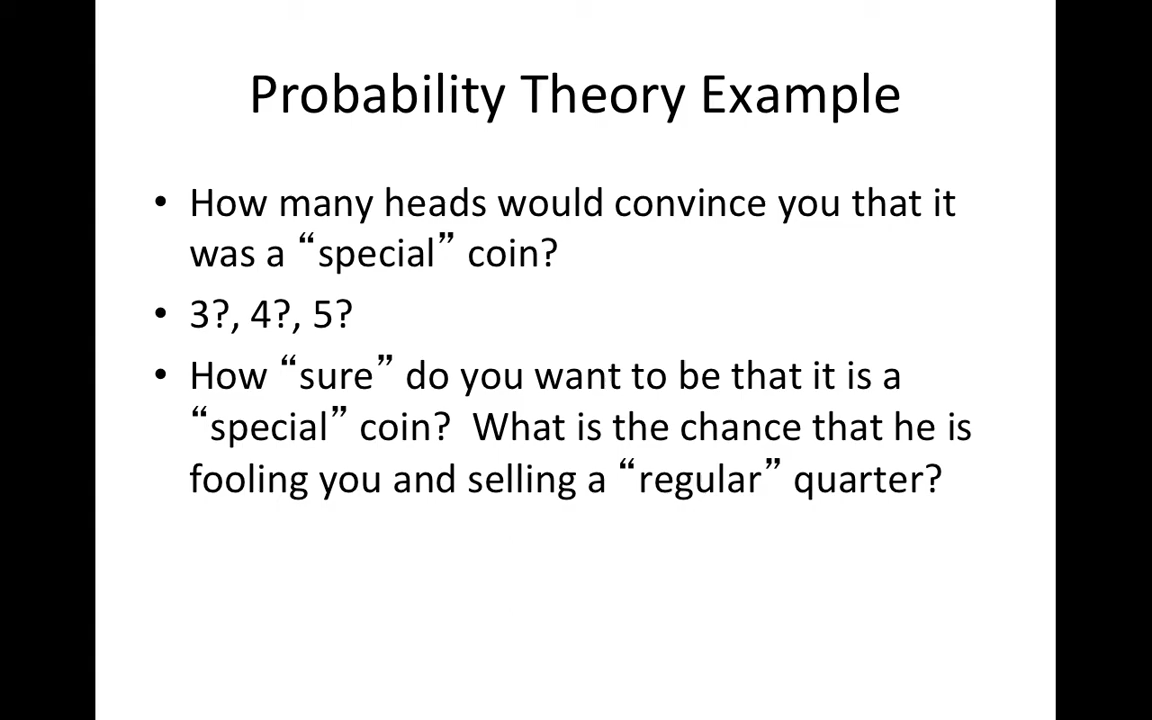 Probability Theory Example
• How many heads would convince you that it
was a “special” coin?
• 3?, 4?, 5?
• How “sure” do you want to be that it is a
“special” coin?  What is the chance that he is
fooling you and selling a “regular” quarter?